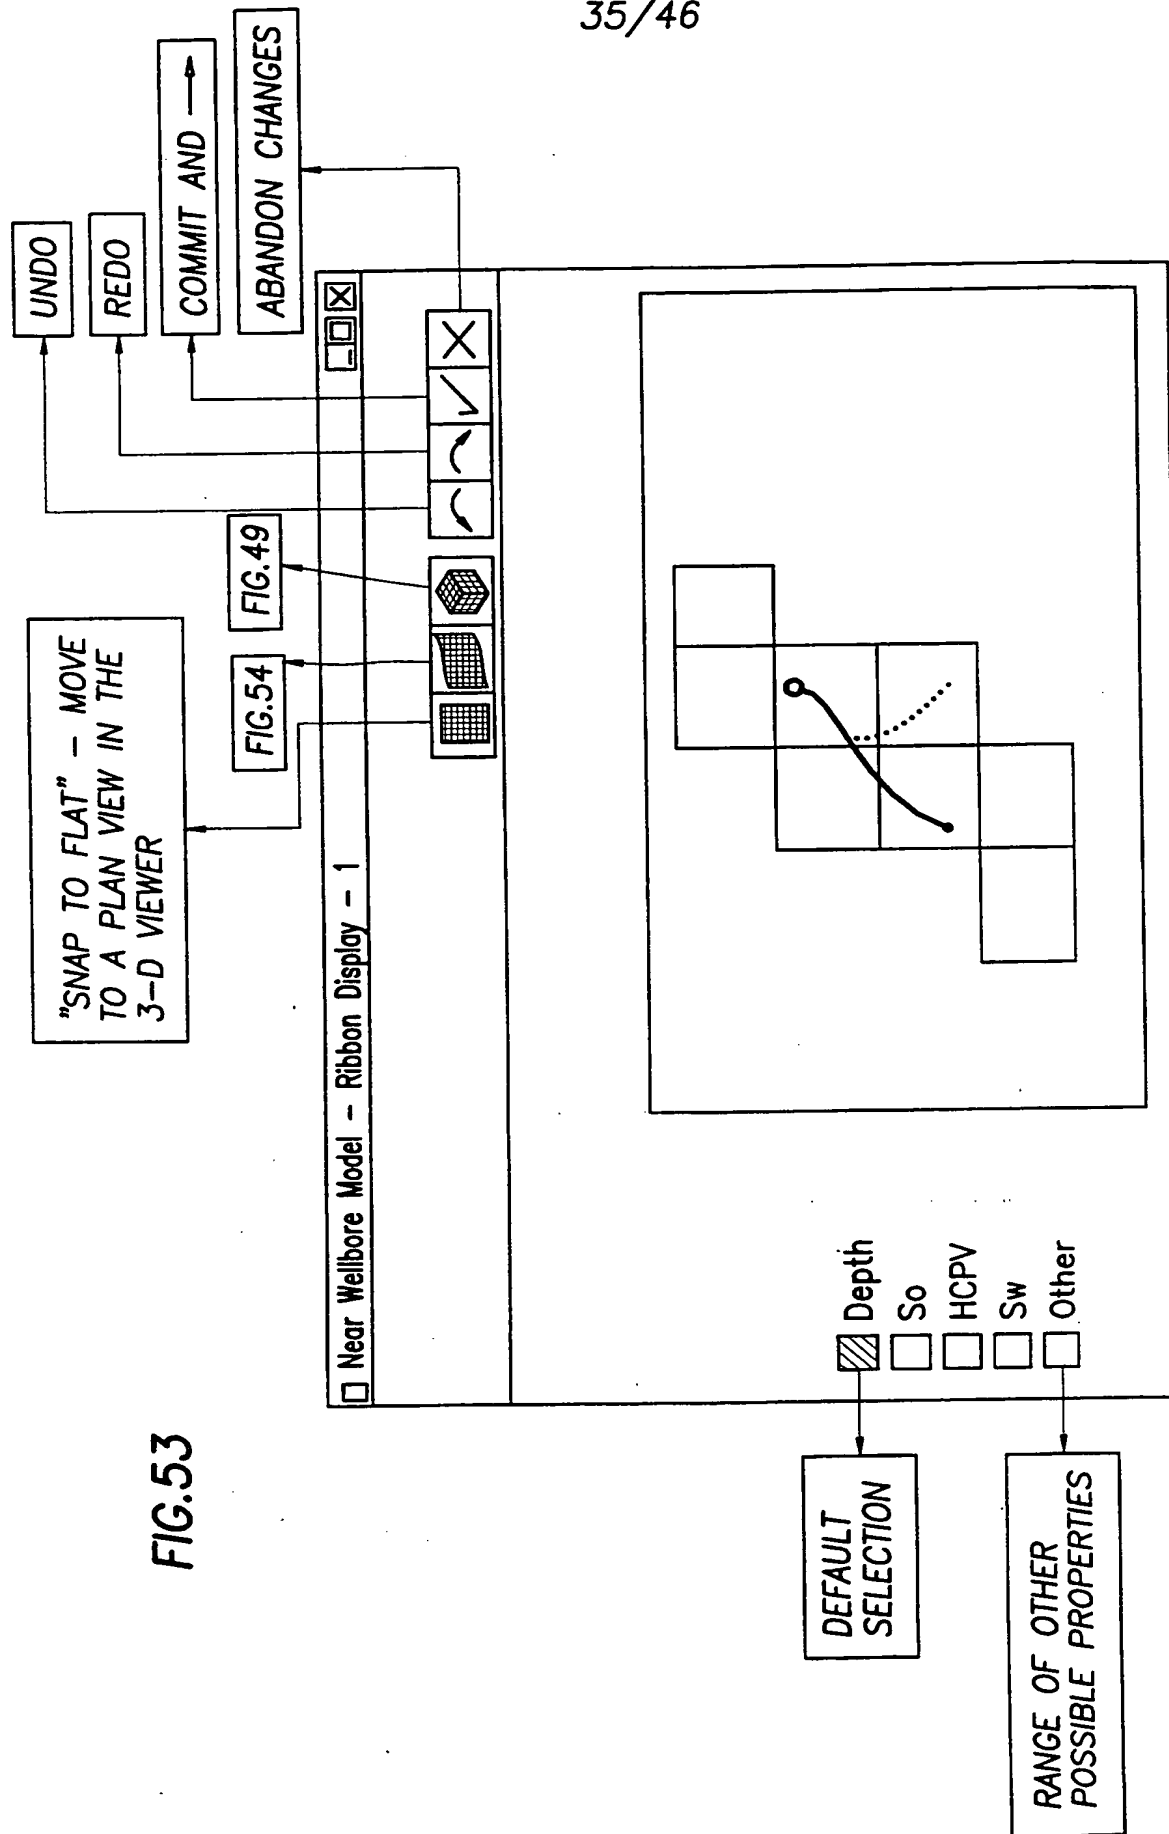 35/46
FIG.53
"SNAP TO FLAT" – MOVE
TO A PLAN VIEW IN THE
3–D VIEWER
FIG.54
FIG.49
UNDO
REDO
COMMIT AND
ABANDON CHANGES
Near Wellbore Model – Ribbon Display – 1
Depth
So
HCPV
Sw
Other
DEFAULT
SELECTION
RANGE OF OTHER
POSSIBLE PROPERTIES